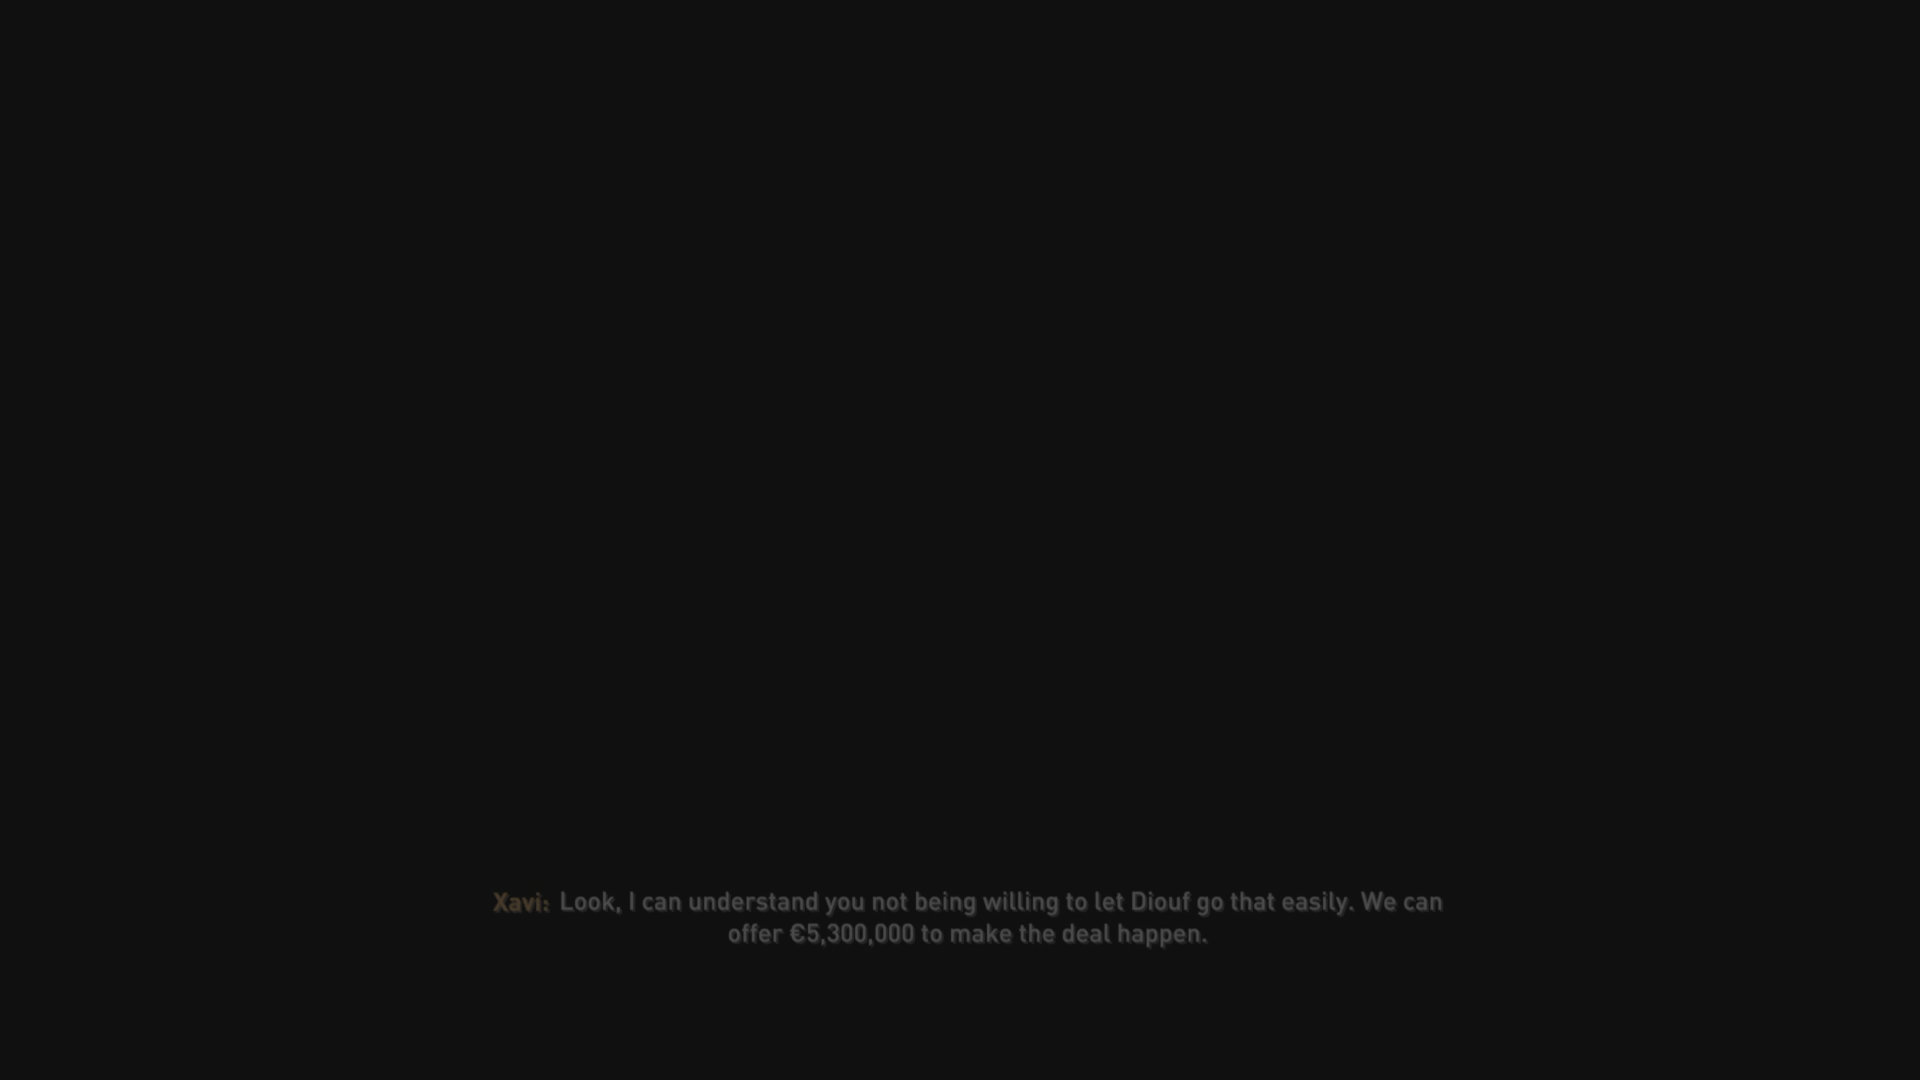 Xavi: Look, I can understand you not being willing to let Diouf go that easily. We can
offer €5,300,000 to make the deal happen.